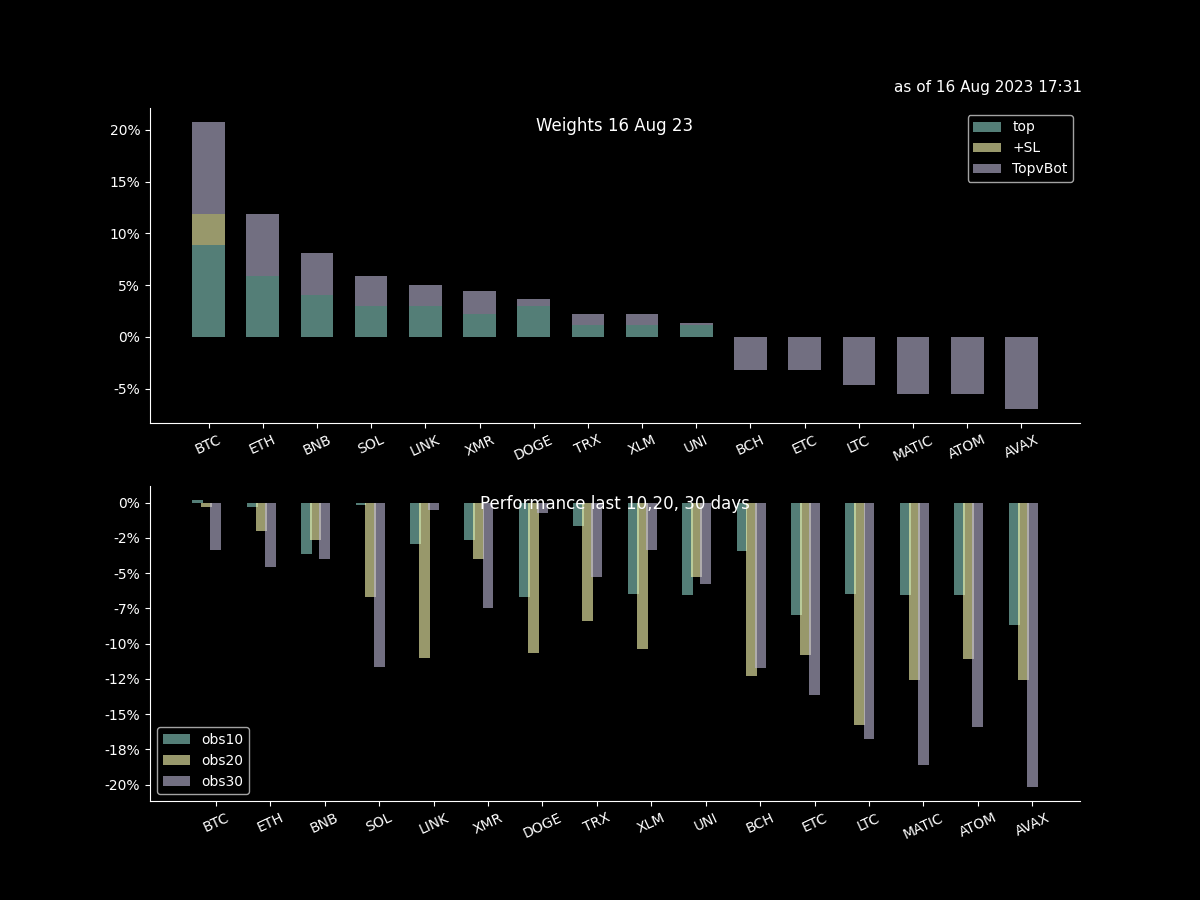 as of 16 Aug 2023 17:31
Weights 16 Aug 23
top
+SL
TopvBot
20%
15%
10%
5%
0%
-5%
BTC ETH BNB SOL LINK XMR DOGE TRX XLM UNI BCH ETC LTC MATIC ATOM AVAX
Performance last 10,20, 30 days
0%
-2%
-5%
-7%
-10%
-12%
-15%
-18%
-20%
obs10
obs20
obs30
BTC ETH BNB SOL LINK XMR DOGE TRX XLM UNI BCH ETC LTC MATIC ATOM AVAX